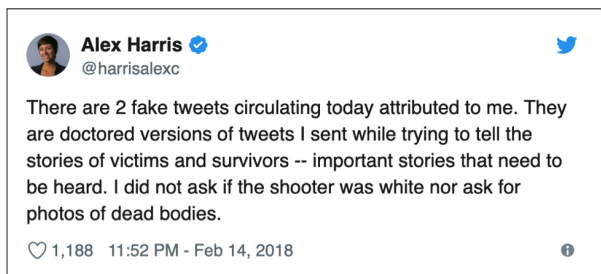 Alex Harris
@harrisalexc
There are 2 fake tweets circulating today attributed to me. They
are doctored versions of tweets I sent while trying to tell the
stories of victims and survivors -- important stories that need to
be heard. I did not ask if the shooter was white nor ask for
photos of dead bodies.
1,188 11:52 PM - Feb 14, 2018